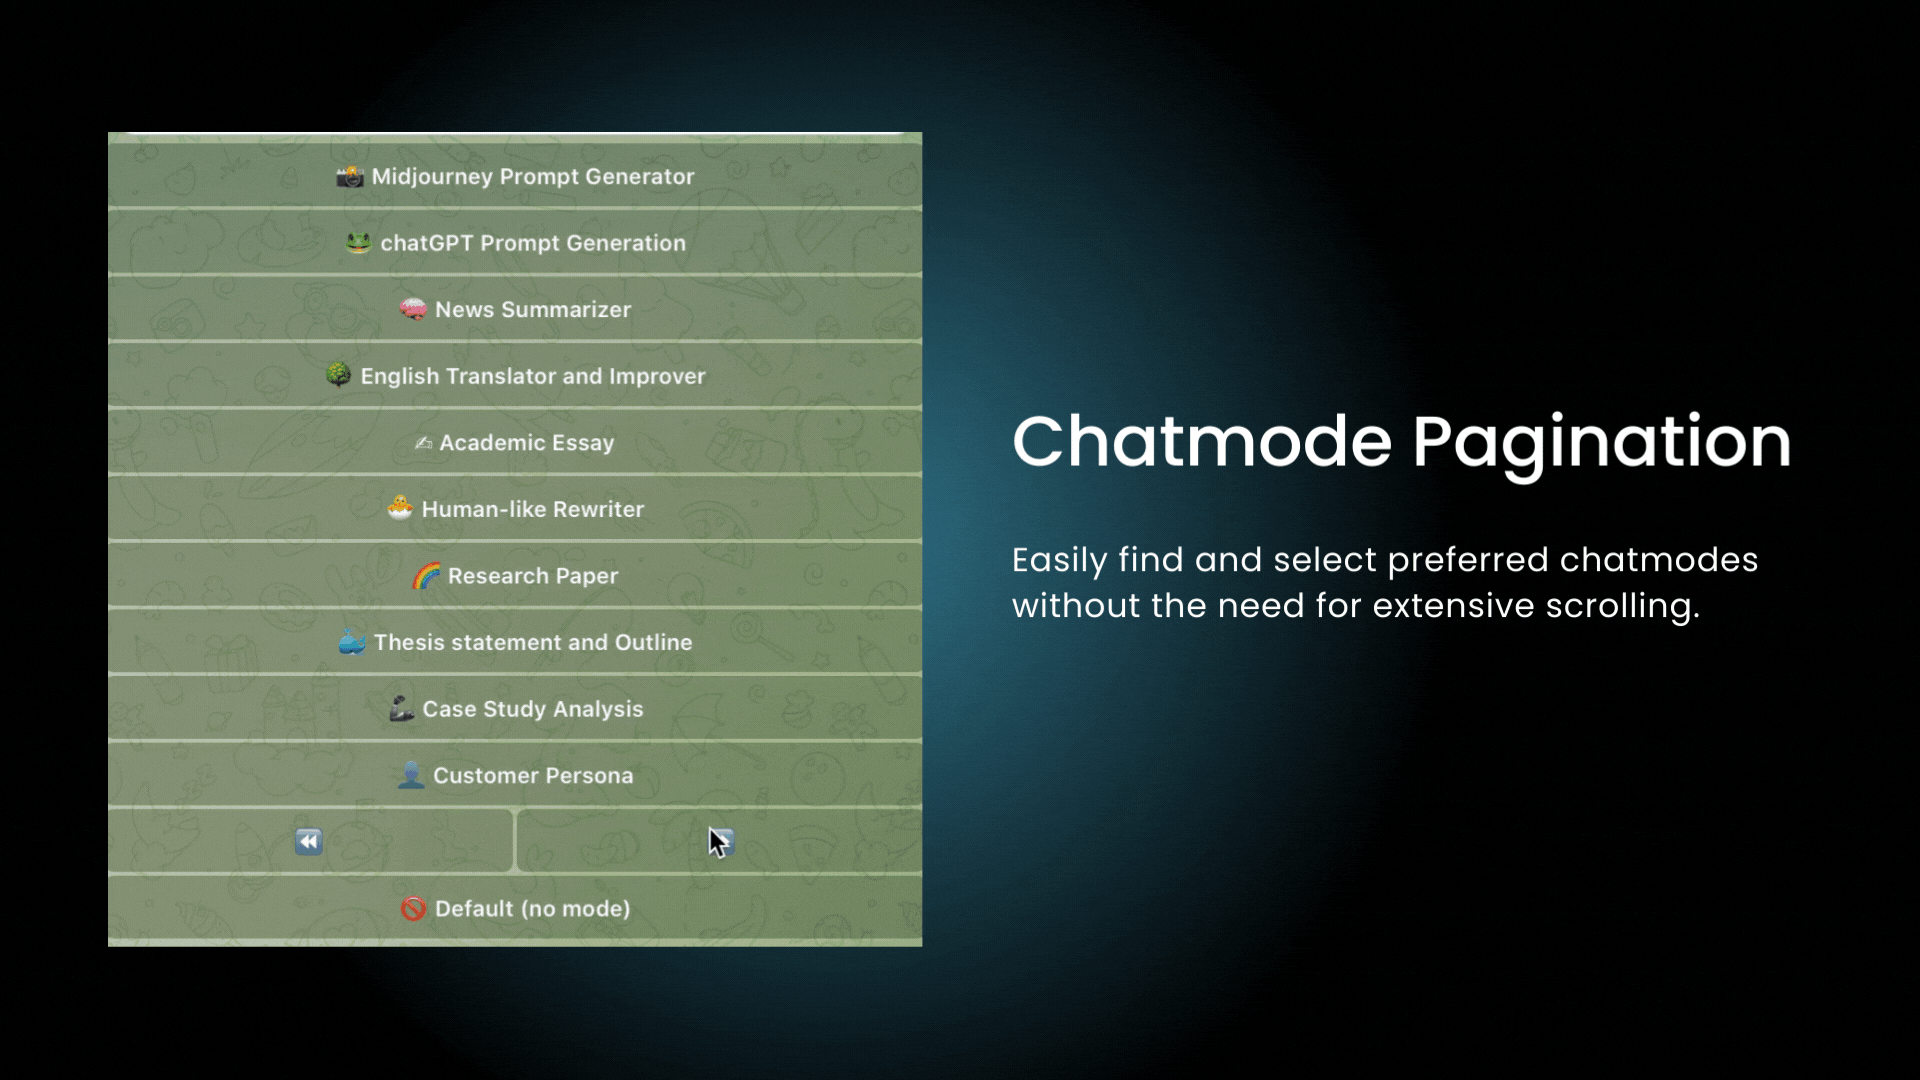 Midjourney Prompt Generator
chatGPT Prompt Generation
News Summarizer
English Translator and Improver
Academic Essay
Human-like Rewriter
Research Paper
Thesis statement and Outline
Case Study Analysis
Customer Persona
Default (no mode)
Chatmode Pagination
Easily find and select preferred chatmodes
without the need for extensive scrolling.